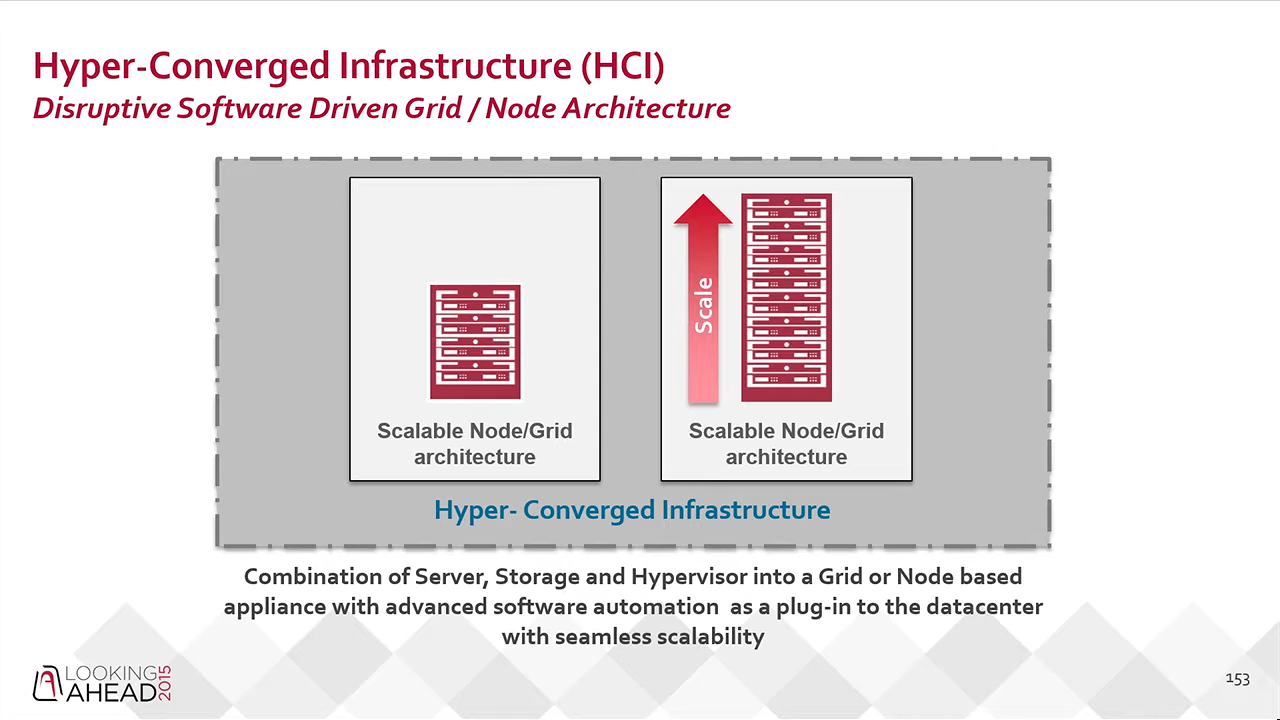 Hyper-Converged Infrastructure (HCI)
Disruptive Software Driven Grid / Node Architecture
Scale
Scalable Node/Grid
architecture
Scalable Node/Grid
architecture
Hyper- Converged Infrastructure
Combination of Server, Storage and Hypervisor into a Grid or Node based
appliance with advanced software automation as a plug-in to the datacenter
with seamless scalability
LOOKING
AHEAD
2015
153